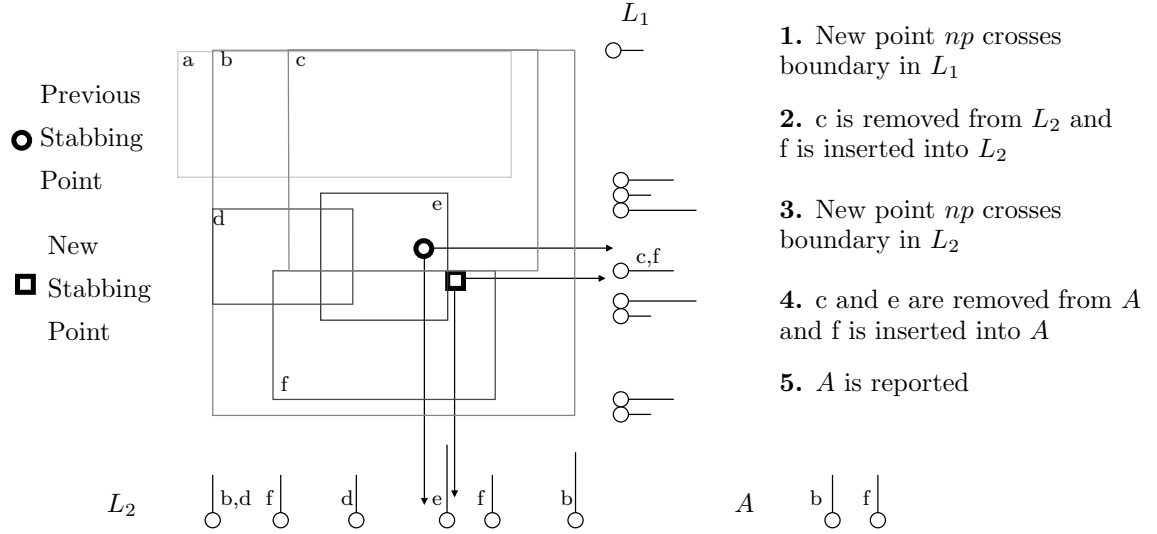 L₁
a b c
Previous
Stabbing
Point
d
e
New
Stabbing
Point
c,f
f
1. New point np crosses
boundary in L₁
2. c is removed from L₂ and
f is inserted into L₂
3. New point np crosses
boundary in L₂
4. c and e are removed from A
and f is inserted into A
5. A is reported
L₂ b,d f d e f b
A b f